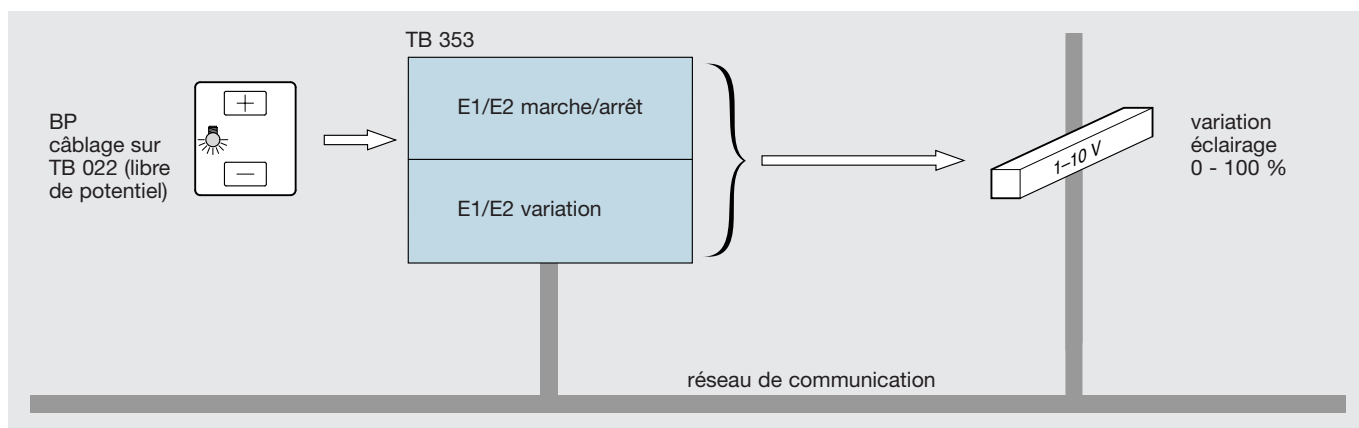 TB 353
BP
câblage sur
TB 022 (libre
de potentiel)
+
−
E1/E2 marche/arrêt
E1/E2 variation
1–10 V
variation
éclairage
0 - 100 %
réseau de communication